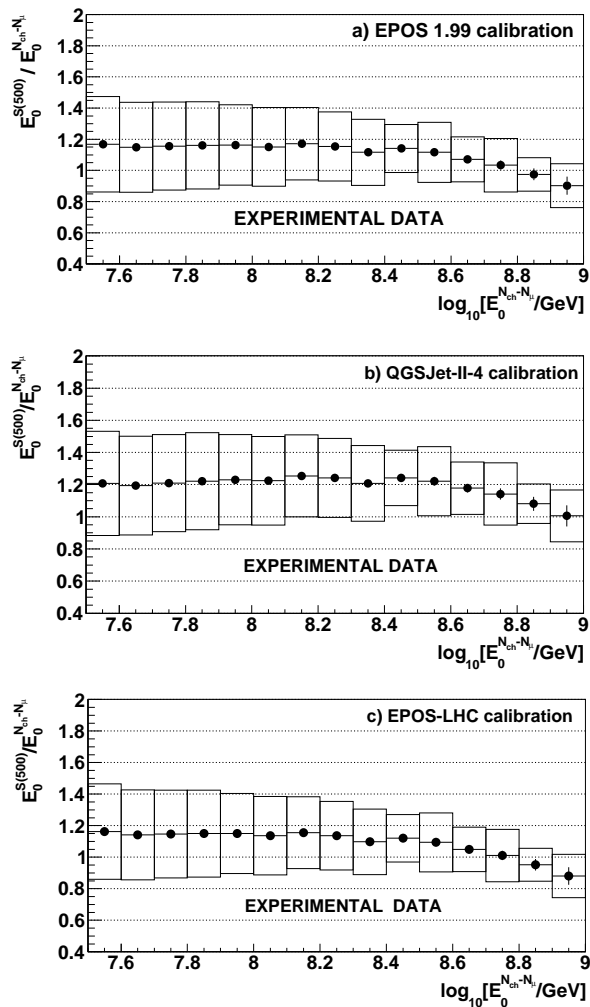 a) EPOS 1.99 calibration
E_0^{S(500)} / E_0^{N_ch-N_μ}
2
1.8
1.6
1.4
1.2
1
0.8
0.6
0.4
EXPERIMENTAL DATA
7.6 7.8 8 8.2 8.4 8.6 8.8 9
log_10[E_0^{N_ch-N_μ}/GeV]
b) QGSJet-II-4 calibration
E_0^{S(500)}/E_0^{N_ch-N_μ}
2
1.8
1.6
1.4
1.2
1
0.8
0.6
0.4
EXPERIMENTAL DATA
7.6 7.8 8 8.2 8.4 8.6 8.8 9
log_10[E_0^{N_ch-N_μ}/GeV]
c) EPOS-LHC calibration
E_0^{S(500)}/E_0^{N_ch-N_μ}
2
1.8
1.6
1.4
1.2
1
0.8
0.6
0.4
EXPERIMENTAL DATA
7.6 7.8 8 8.2 8.4 8.6 8.8 9
log_10[E_0^{N_ch-N_μ}/GeV]